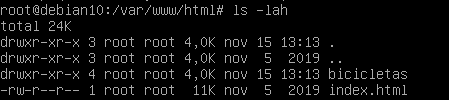 root@debian10:/var/www/html# ls -lah
total 24K
drwxr-xr-x 3 root root 4,0K nov 15 13:13 .
drwxr-xr-x 3 root root 4,0K nov  5  2019 ..
drwxr-xr-x 4 root root 4,0K nov 15 13:13 bicicletas
-rw-r--r-- 1 root root  11K nov  5  2019 index.html